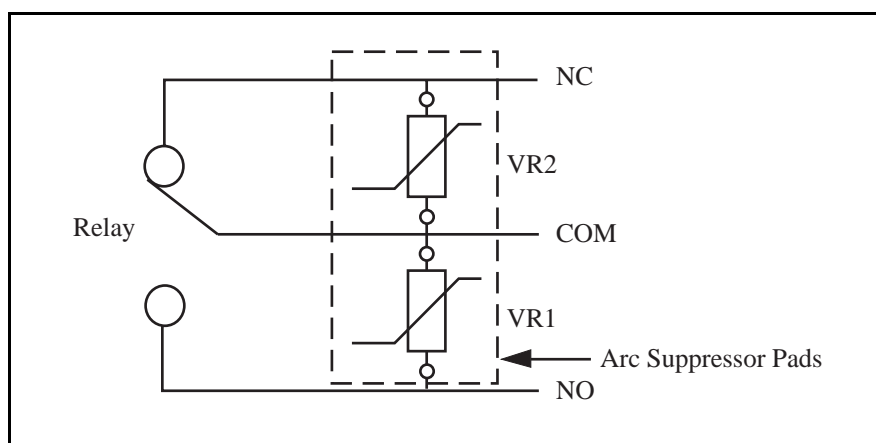 NC
VR2
Relay
COM
VR1
Arc Suppressor Pads
NO